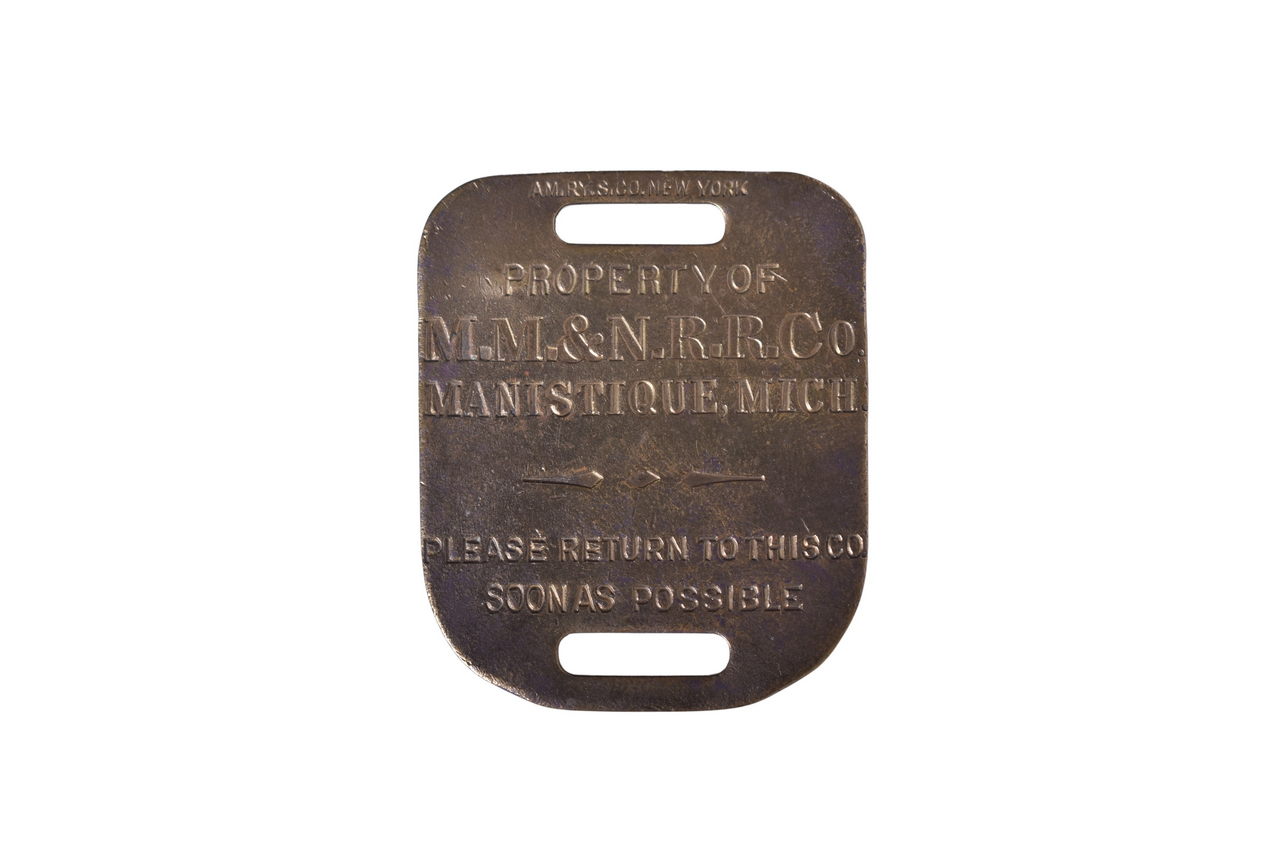 AM.RY.S.CO.NEW YORK
PROPERTY OF
M.M.&N.R.R.Co.
MANISTIQUE, MICH.
PLEASE RETURN TO THIS CO.
SOON AS POSSIBLE